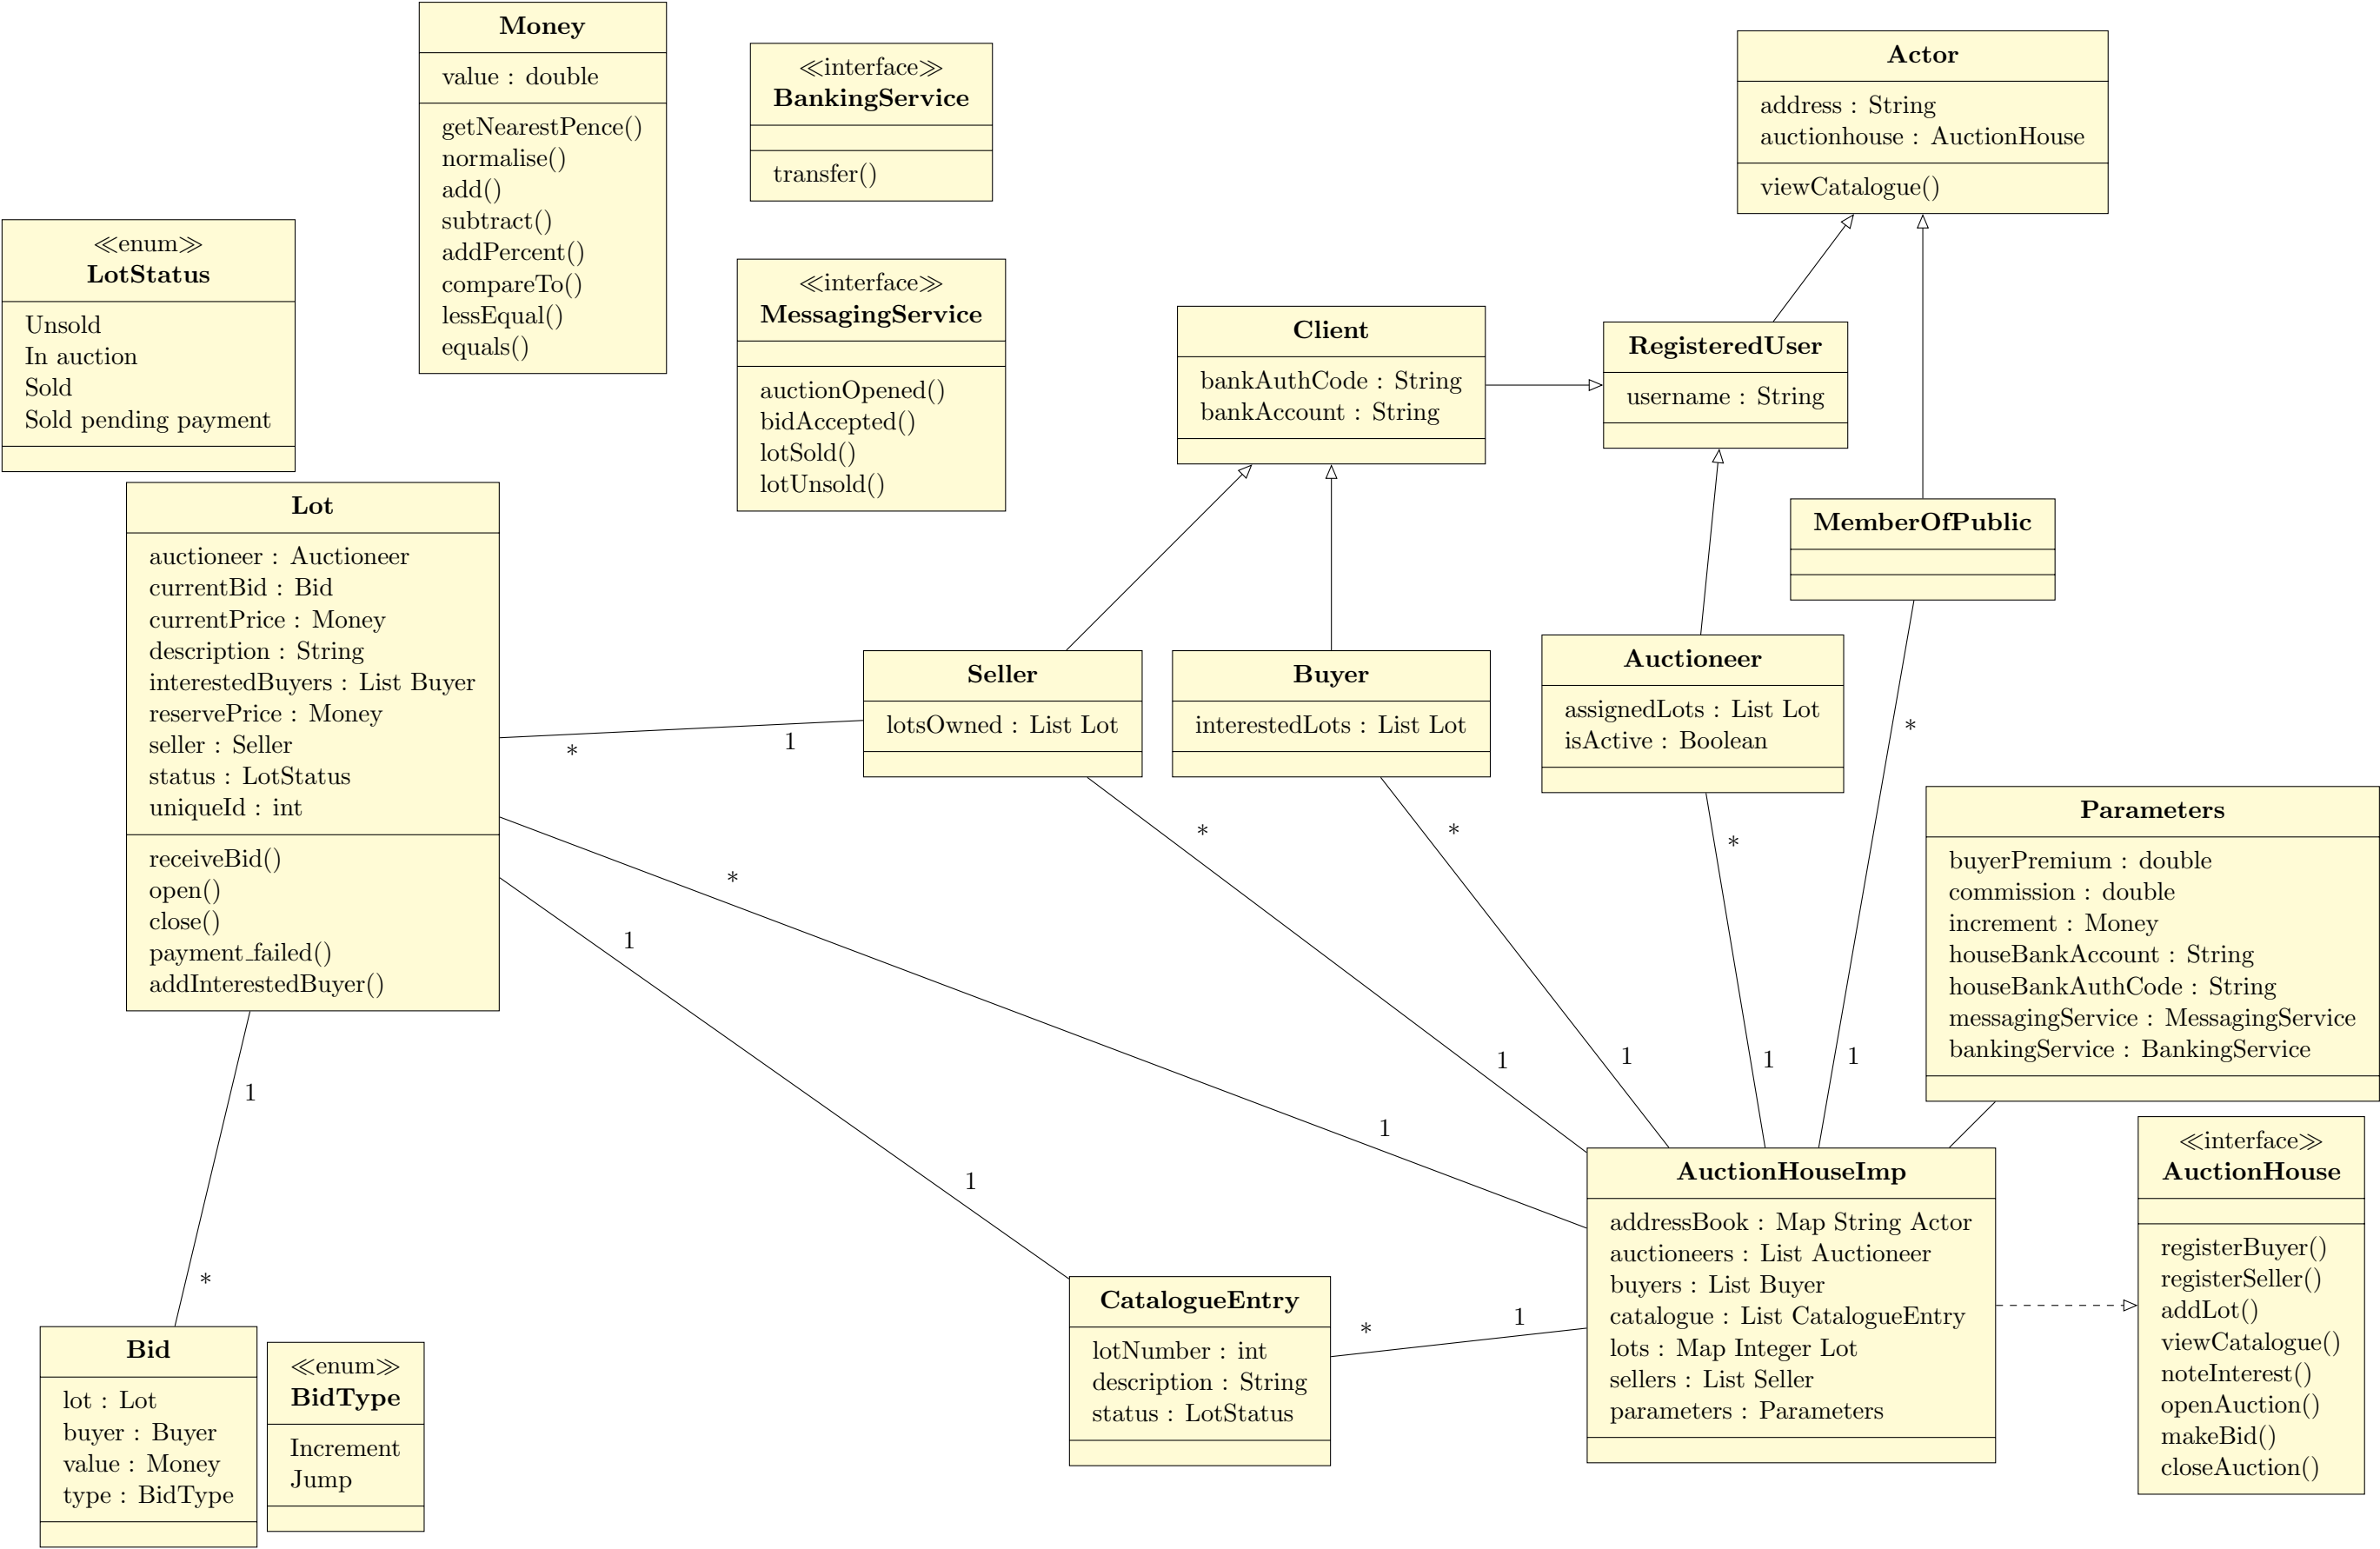 Money
value : double
getNearestPence()
normalise()
add()
subtract()
addPercent()
compareTo()
lessEqual()
equals()
≪interface≫
BankingService
transfer()
Actor
address : String
auctionhouse : AuctionHouse
viewCatalogue()
≪enum≫
LotStatus
Unsold
In auction
Sold
Sold pending payment
≪interface≫
MessagingService
auctionOpened()
bidAccepted()
lotSold()
lotUnsold()
Client
bankAuthCode : String
bankAccount : String
RegisteredUser
username : String
MemberOfPublic
Lot
auctioneer : Auctioneer
currentBid : Bid
currentPrice : Money
description : String
interestedBuyers : List Buyer
reservePrice : Money
seller : Seller
status : LotStatus
uniqueId : int
receiveBid()
open()
close()
payment_failed()
addInterestedBuyer()
*
1
Seller
lotsOwned : List Lot
Buyer
interestedLots : List Lot
Auctioneer
assignedLots : List Lot
isActive : Boolean
*
*
*
*
*
1
Parameters
buyerPremium : double
commission : double
increment : Money
houseBankAccount : String
houseBankAuthCode : String
messagingService : MessagingService
bankingService : BankingService
1
1
1
1
1
1
1
*
Bid
lot : Lot
buyer : Buyer
value : Money
type : BidType
≪enum≫
BidType
Increment
Jump
CatalogueEntry
lotNumber : int
description : String
status : LotStatus
*
1
AuctionHouseImp
addressBook : Map String Actor
auctioneers : List Auctioneer
buyers : List Buyer
catalogue : List CatalogueEntry
lots : Map Integer Lot
sellers : List Seller
parameters : Parameters
≪interface≫
AuctionHouse
registerBuyer()
registerSeller()
addLot()
viewCatalogue()
noteInterest()
openAuction()
makeBid()
closeAuction()